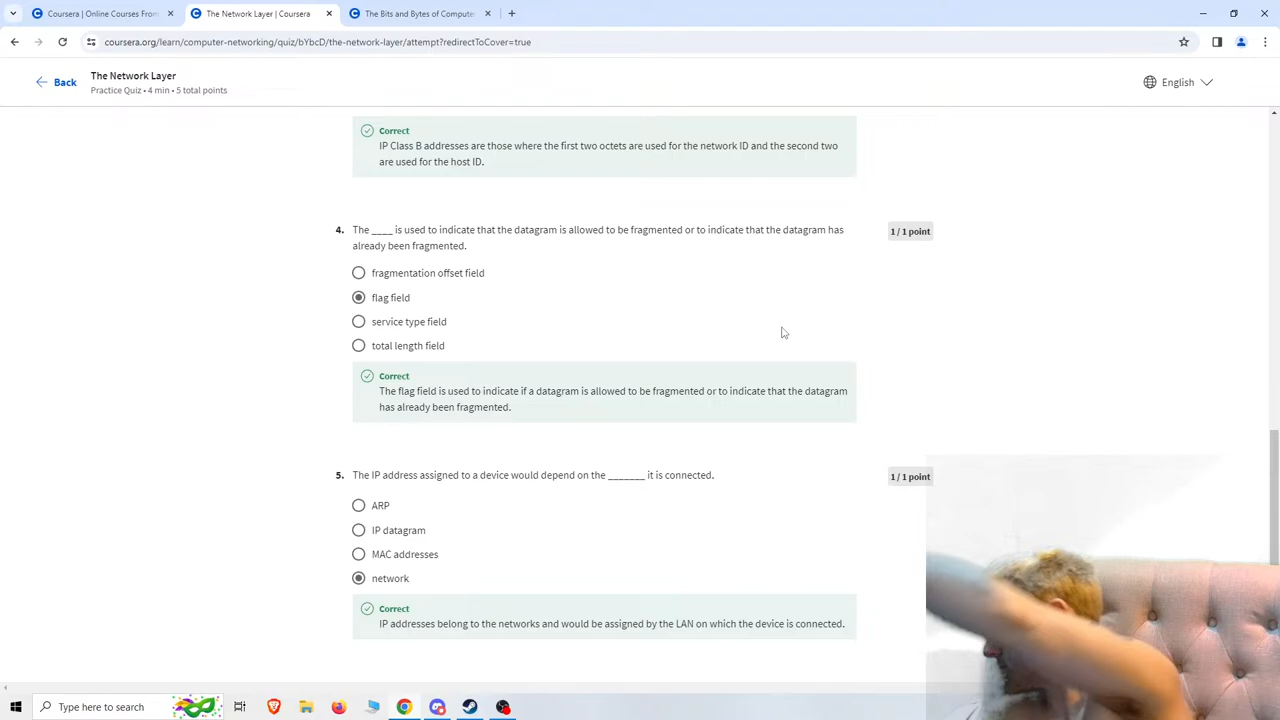 Coursera | Online Courses From
The Network Layer | Coursera
The Bits and Bytes of Compute
coursera.org/learn/computer-networking/quiz/bYbcD/the-network-layer/attempt?redirectToCover=true
Back
The Network Layer
Practice Quiz • 4 min • 5 total points
English
Correct
IP Class B addresses are those where the first two octets are used for the network ID and the second two
are used for the host ID.
4. The ____ is used to indicate that the datagram is allowed to be fragmented or to indicate that the datagram has
already been fragmented.
1 / 1 point
fragmentation offset field
flag field
service type field
total length field
Correct
The flag field is used to indicate if a datagram is allowed to be fragmented or to indicate that the datagram
has already been fragmented.
5. The IP address assigned to a device would depend on the _______ it is connected.
1 / 1 point
ARP
IP datagram
MAC addresses
network
Correct
IP addresses belong to the networks and would be assigned by the LAN on which the device is connected.
Type here to search